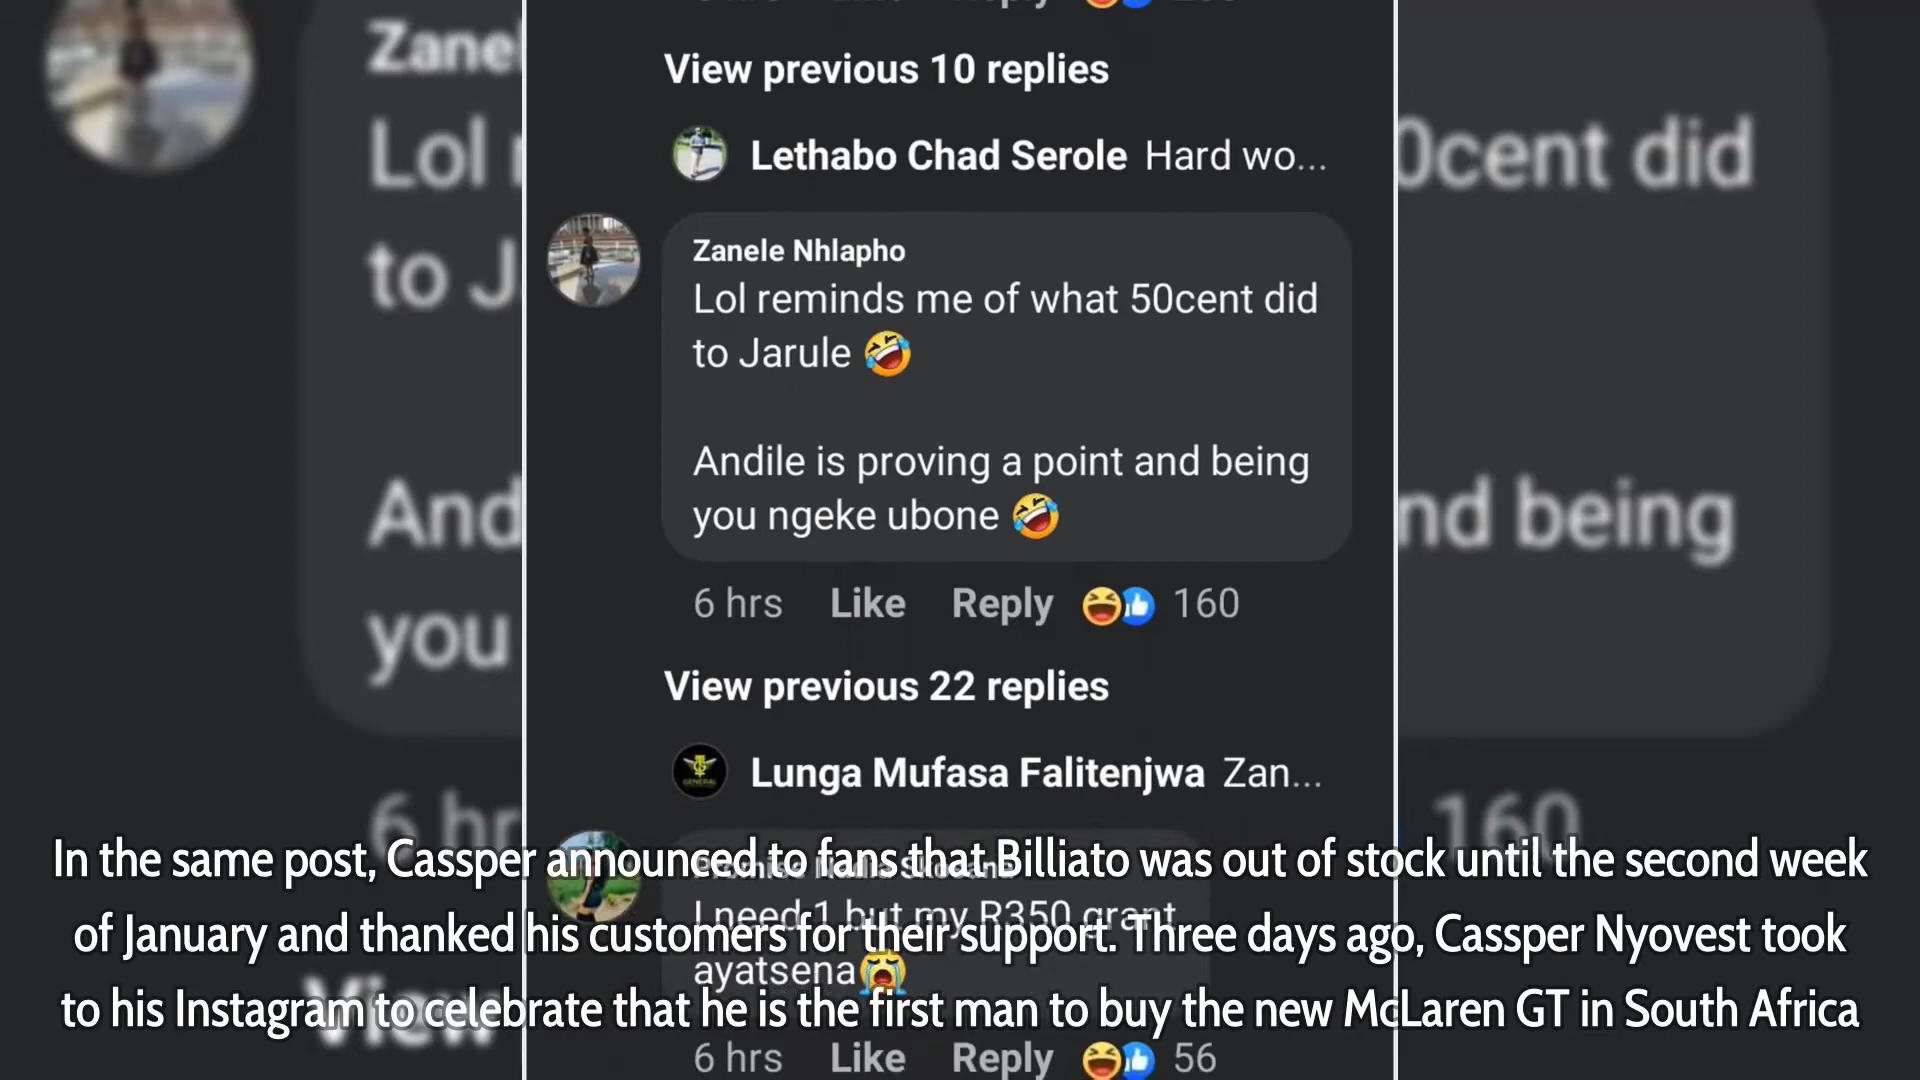 View previous 10 replies
Lethabo Chad Serole Hard wo...
Zanele Nhlapho
Lol reminds me of what 50cent did
to Jarule 🤣
Andile is proving a point and being
you ngeke ubone 🤣
6 hrs Like Reply 160
View previous 22 replies
Lunga Mufasa Falitenjwa Zan...
I need 1 but my R350 grant
ayatsena😭
6 hrs Like Reply 56
In the same post, Cassper announced to fans that Billiato was out of stock until the second week
of January and thanked his customers for their support. Three days ago, Cassper Nyovest took
to his Instagram to celebrate that he is the first man to buy the new McLaren GT in South Africa